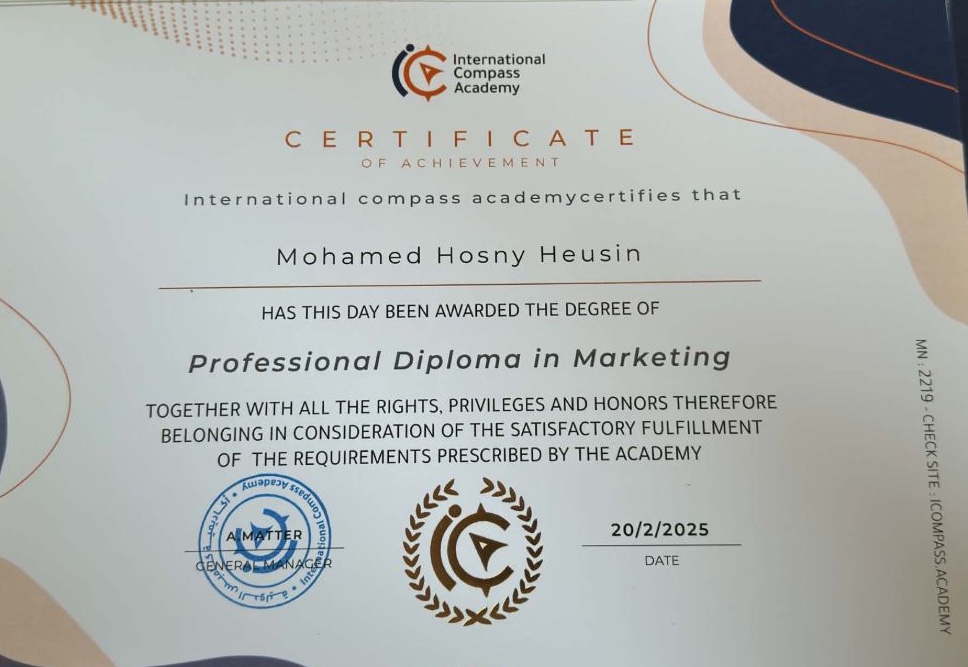 International
Compass
Academy
CERTIFICATE
OF ACHIEVEMENT
International compass academycertifies that
Mohamed Hosny Heusin
HAS THIS DAY BEEN AWARDED THE DEGREE OF
Professional Diploma in Marketing
TOGETHER WITH ALL THE RIGHTS, PRIVILEGES AND HONORS THEREFORE
BELONGING IN CONSIDERATION OF THE SATISFACTORY FULFILLMENT
OF THE REQUIREMENTS PRESCRIBED BY THE ACADEMY
International Compass Academy
A.MATTER
GENERAL MANAGER
20/2/2025
DATE
MN : 2219 - CHECK SITE : ICOMPASS.ACADEMY